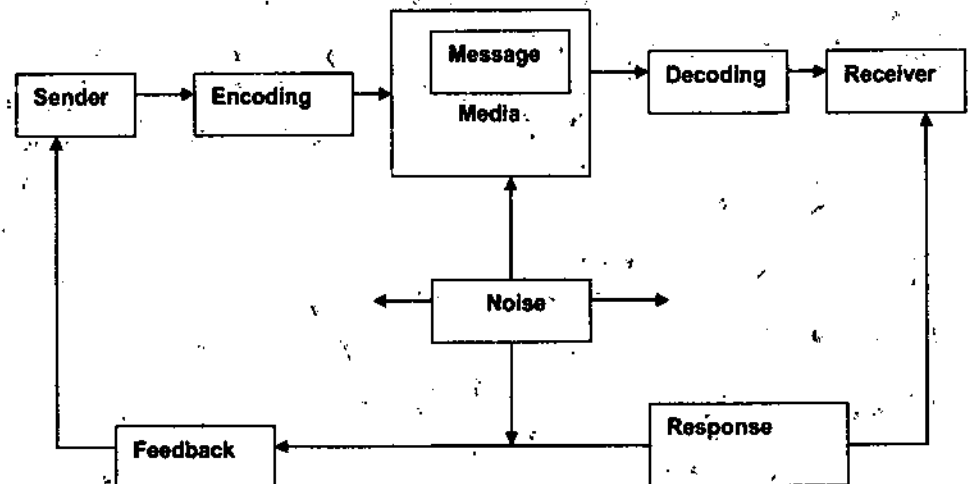 Sender
Encoding
Message
Media
Decoding
Receiver
Noise
Feedback
Response